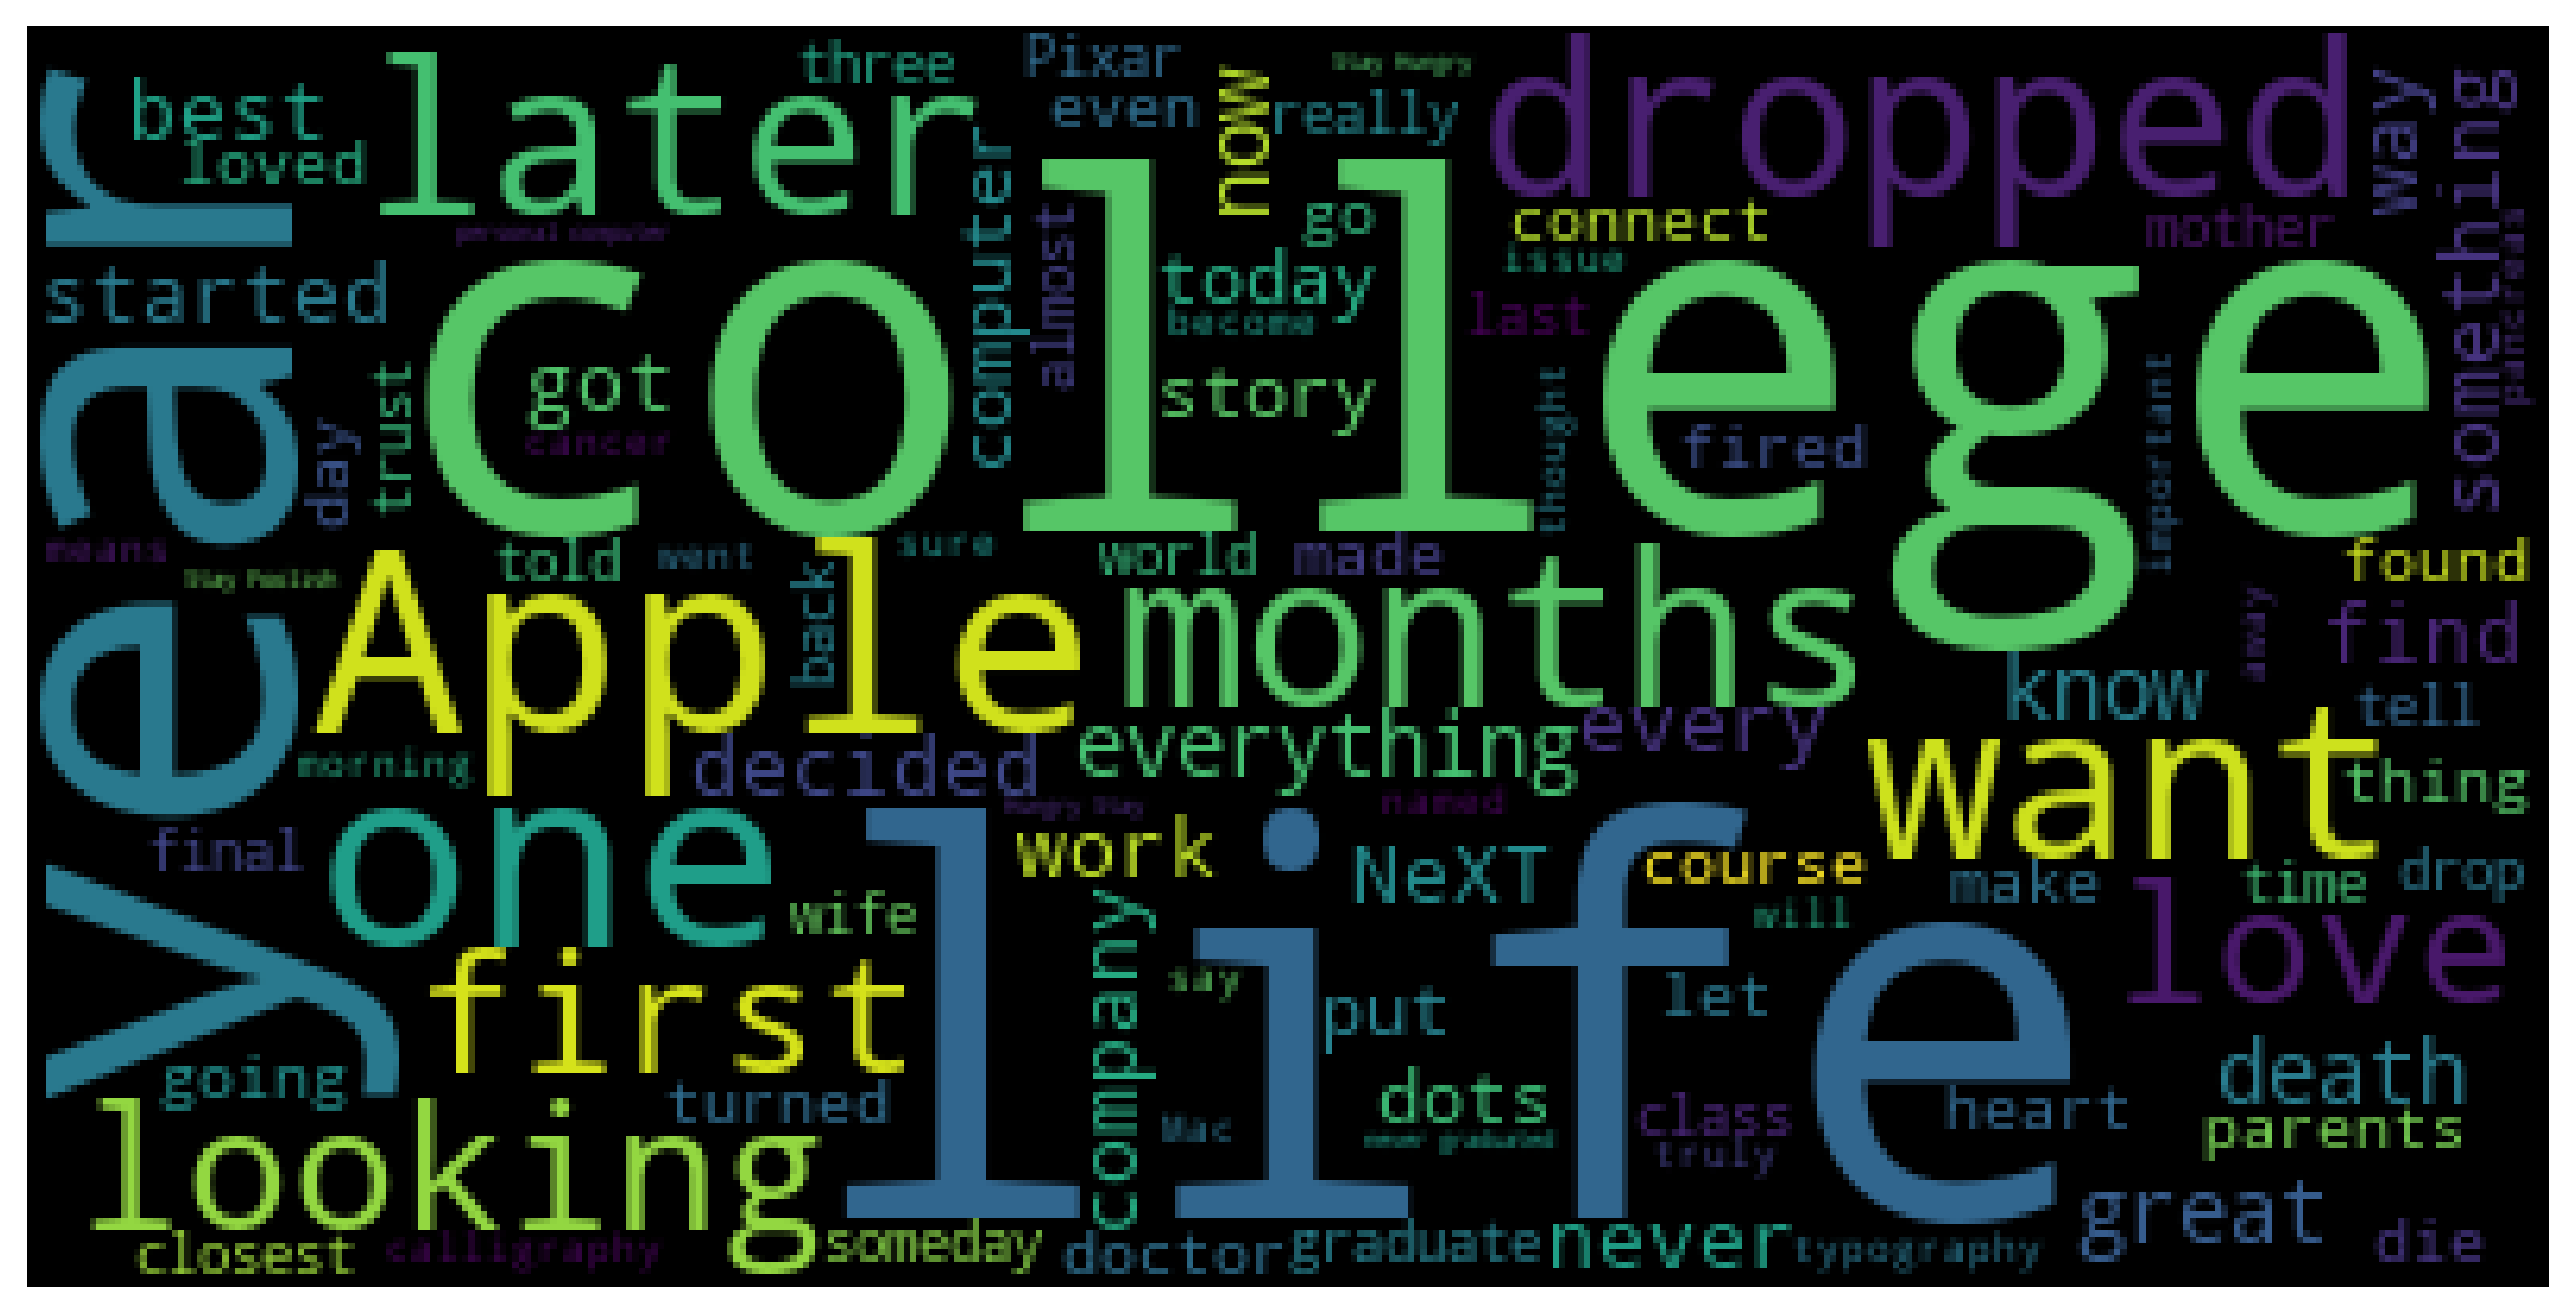 three
Pixar
Stay Hungry
best
later
even
now
really
dropped
way
something
loved
computer
year
personal computer
almost
go
connect
mother
pancreas
started
today
issue
become
last
college
trust
got
story
thought
important
day
cancer
fired
means
told
went
sure
world
made
found
Stay Foolish
Apple
back
months
away
find
know
tell
everything
every
want
morning
decided
thing
Hungry Stay
named
final
one
work
NeXT
course
make
time
drop
life
wife
company
will
love
first
say
put
let
going
turned
dots
death
Mac
class
heart
never graduated
truly
parents
looking
great
closest
calligraphy
someday
doctor
graduate
never
typography
die